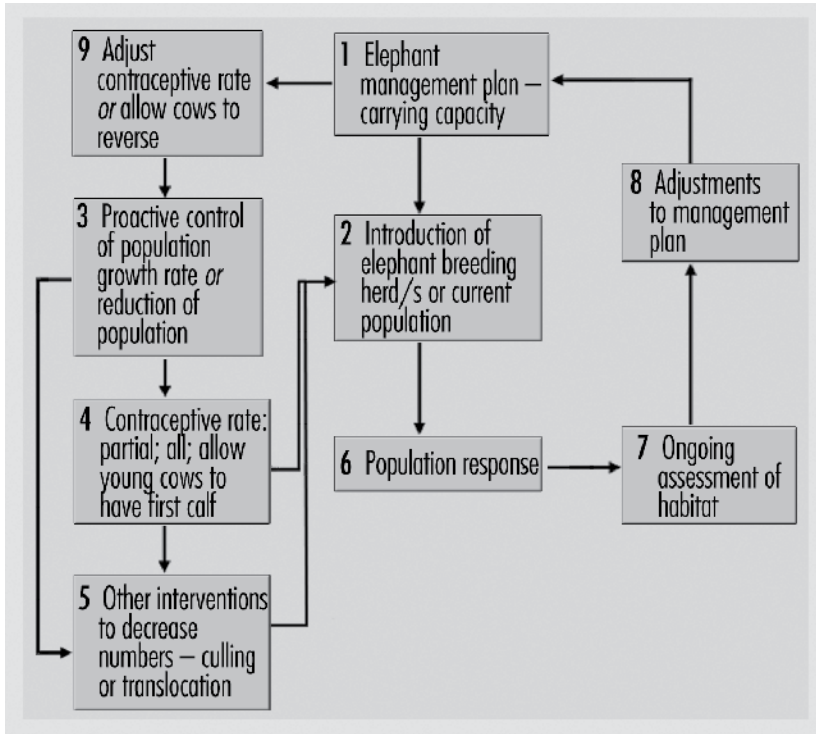 9 Adjust
contraceptive rate
or allow cows to
reverse
1 Elephant
management plan –
carrying capacity
8 Adjustments
to management
plan
3 Proactive control
of population
growth rate or
reduction of
population
2 Introduction of
elephant breeding
herd/s or current
population
4 Contraceptive rate:
partial; all; allow
young cows to
have first calf
6 Population response
7 Ongoing
assessment of
habitat
5 Other interventions
to decrease
numbers – culling
or translocation